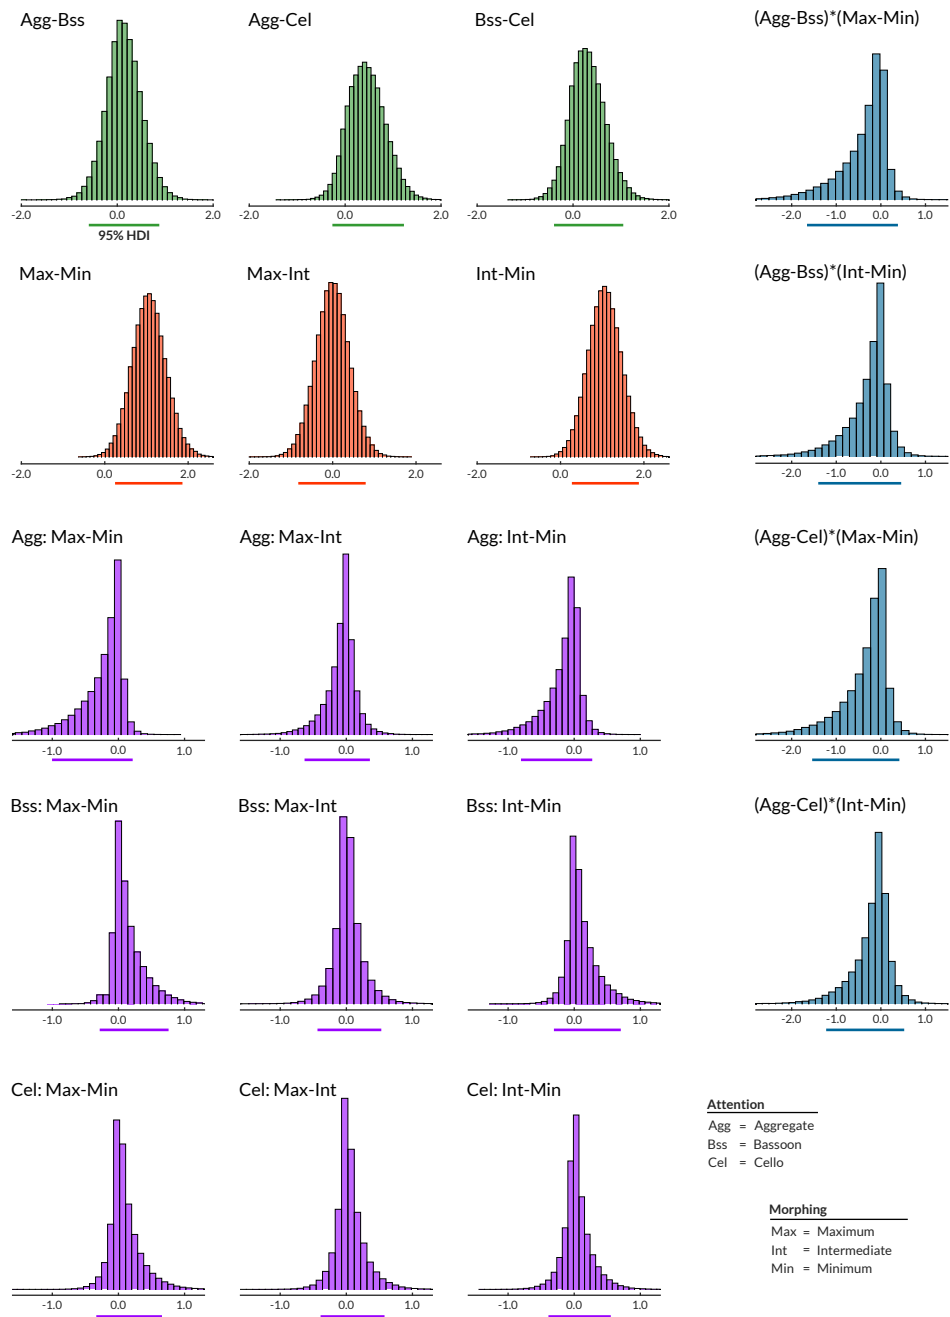 Agg-Bss Agg-Cel Bss-Cel (Agg-Bss)*(Max-Min)
-2.0 0.0 2.0 -2.0 0.0 2.0 -2.0 0.0 2.0 -2.0 -1.0 0.0 1.0
95% HDI
Max-Min Max-Int Int-Min (Agg-Bss)*(Int-Min)
-2.0 0.0 2.0 -2.0 0.0 2.0 -2.0 0.0 2.0 -2.0 -1.0 0.0 1.0
Agg: Max-Min Agg: Max-Int Agg: Int-Min (Agg-Cel)*(Max-Min)
-1.0 0.0 1.0 -1.0 0.0 1.0 -1.0 0.0 1.0 -2.0 -1.0 0.0 1.0
Bss: Max-Min Bss: Max-Int Bss: Int-Min (Agg-Cel)*(Int-Min)
-1.0 0.0 1.0 -1.0 0.0 1.0 -1.0 0.0 1.0 -2.0 -1.0 0.0 1.0
Cel: Max-Min Cel: Max-Int Cel: Int-Min
-1.0 0.0 1.0 -1.0 0.0 1.0 -1.0 0.0 1.0
Attention
Agg = Aggregate
Bss = Bassoon
Cel = Cello
Morphing
Max = Maximum
Int = Intermediate
Min = Minimum